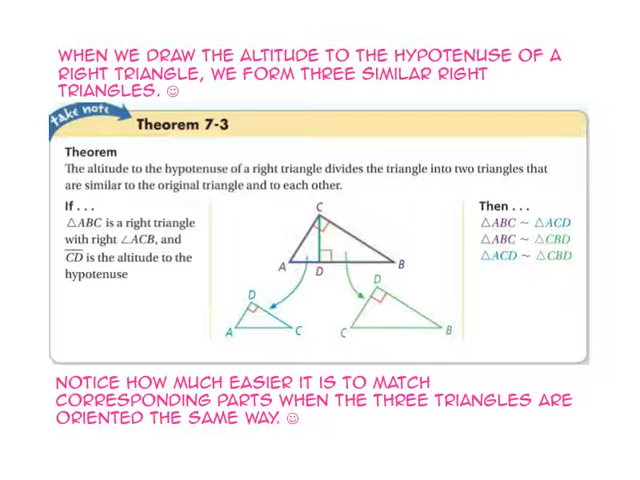 WHEN WE DRAW THE ALTITUDE TO THE HYPOTENUSE OF A
RIGHT TRIANGLE, WE FORM THREE SIMILAR RIGHT
TRIANGLES. ☺
take note
Theorem 7-3
Theorem
The altitude to the hypotenuse of a right triangle divides the triangle into two triangles that
are similar to the original triangle and to each other.
If . . .
△ABC is a right triangle
with right ∠ACB, and
C̅D̅ is the altitude to the
hypotenuse
C
A
D
B
D
A
C
D
C
B
Then . . .
△ABC ~ △ACD
△ABC ~ △CBD
△ACD ~ △CBD
NOTICE HOW MUCH EASIER IT IS TO MATCH
CORRESPONDING PARTS WHEN THE THREE TRIANGLES ARE
ORIENTED THE SAME WAY. ☺